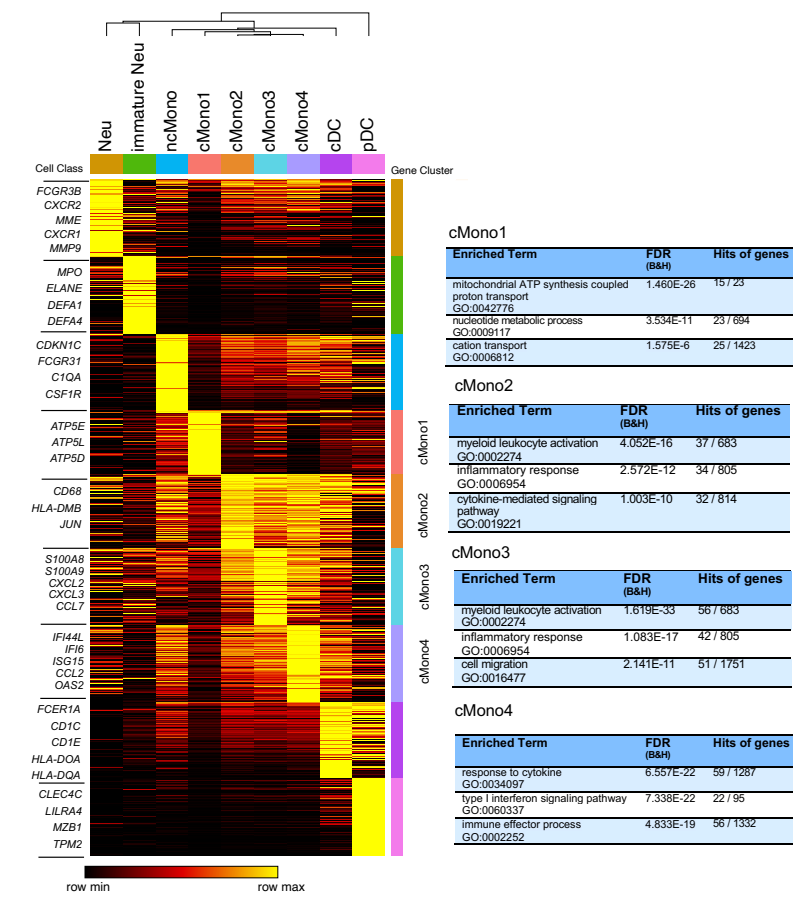 Neu
immature Neu
ncMono
cMono1
cMono2
cMono3
cMono4
cDC
pDC
Cell Class
Gene Cluster
FCGR3B
CXCR2
MME
CXCR1
MMP9
MPO
ELANE
DEFA1
DEFA4
CDKN1C
FCGR31
C1QA
CSF1R
ATP5E
ATP5L
ATP5D
CD68
HLA-DMB
JUN
S100A8
S100A9
CXCL2
CXCL3
CCL7
IFI44L
IFI6
ISG15
CCL2
OAS2
FCER1A
CD1C
CD1E
HLA-DOA
HLA-DQA
CLEC4C
LILRA4
MZB1
TPM2
cMono1
cMono2
cMono3
cMono4
row min
row max
cMono1
Enriched Term FDR Hits of genes
(B&H)
mitochondrial ATP synthesis coupled 1.460E-26 15 / 23
proton transport
GO:0042776
nucleotide metabolic process 3.534E-11 23 / 694
GO:0009117
cation transport 1.575E-6 25 / 1423
GO:0006812
cMono2
Enriched Term FDR Hits of genes
(B&H)
myeloid leukocyte activation 4.052E-16 37 / 683
GO:0002274
inflammatory response 2.572E-12 34 / 805
GO:0006954
cytokine-mediated signaling 1.003E-10 32 / 814
pathway
GO:0019221
cMono3
Enriched Term FDR Hits of genes
(B&H)
myeloid leukocyte activation 1.619E-33 56 / 683
GO:0002274
inflammatory response 1.083E-17 42 / 805
GO:0006954
cell migration 2.141E-11 51 / 1751
GO:0016477
cMono4
Enriched Term FDR Hits of genes
(B&H)
response to cytokine 6.557E-22 59 / 1287
GO:0034097
type I interferon signaling pathway 7.338E-22 22 / 95
GO:0060337
immune effector process 4.833E-19 56 / 1332
GO:0002252